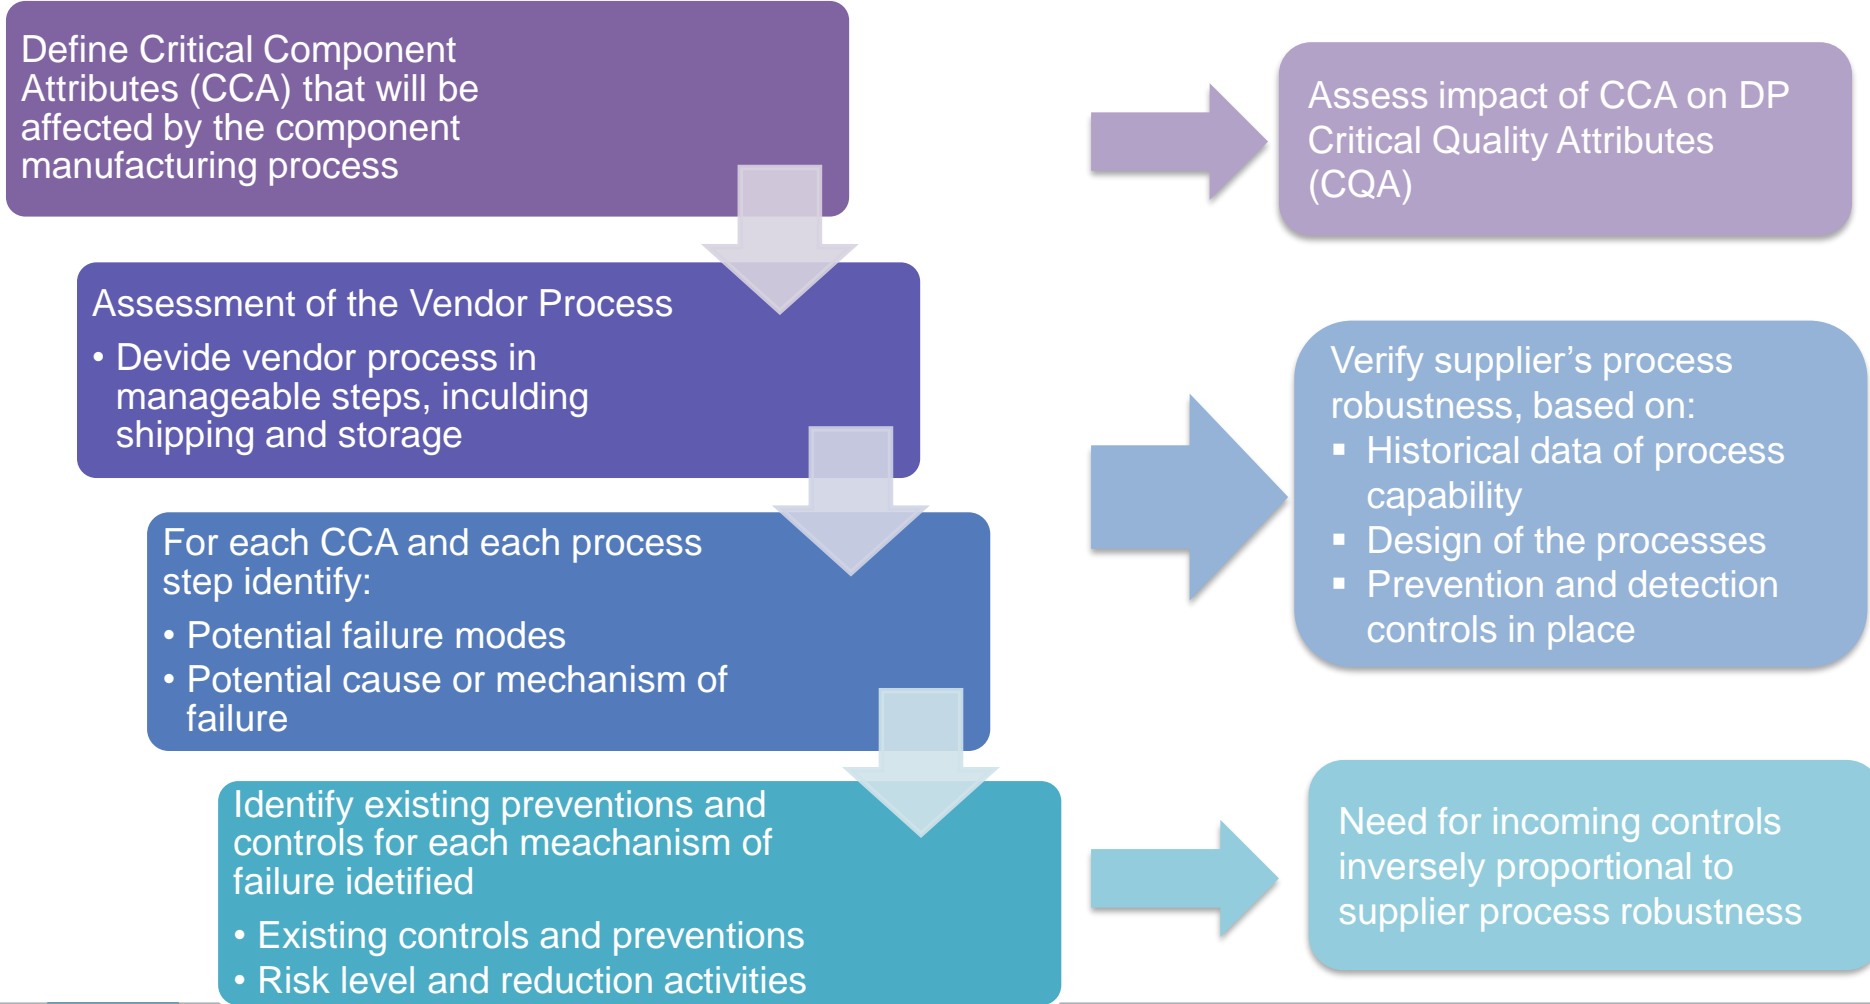 Define Critical Component
Attributes (CCA) that will be
affected by the component
manufacturing process
Assess impact of CCA on DP
Critical Quality Attributes
(CQA)
Assessment of the Vendor Process
• Devide vendor process in
manageable steps, inculding
shipping and storage
Verify supplier’s process
robustness, based on:
▪ Historical data of process
capability
▪ Design of the processes
▪ Prevention and detection
controls in place
For each CCA and each process
step identify:
• Potential failure modes
• Potential cause or mechanism of
failure
Identify existing preventions and
controls for each meachanism of
failure idetified
• Existing controls and preventions
• Risk level and reduction activities
Need for incoming controls
inversely proportional to
supplier process robustness